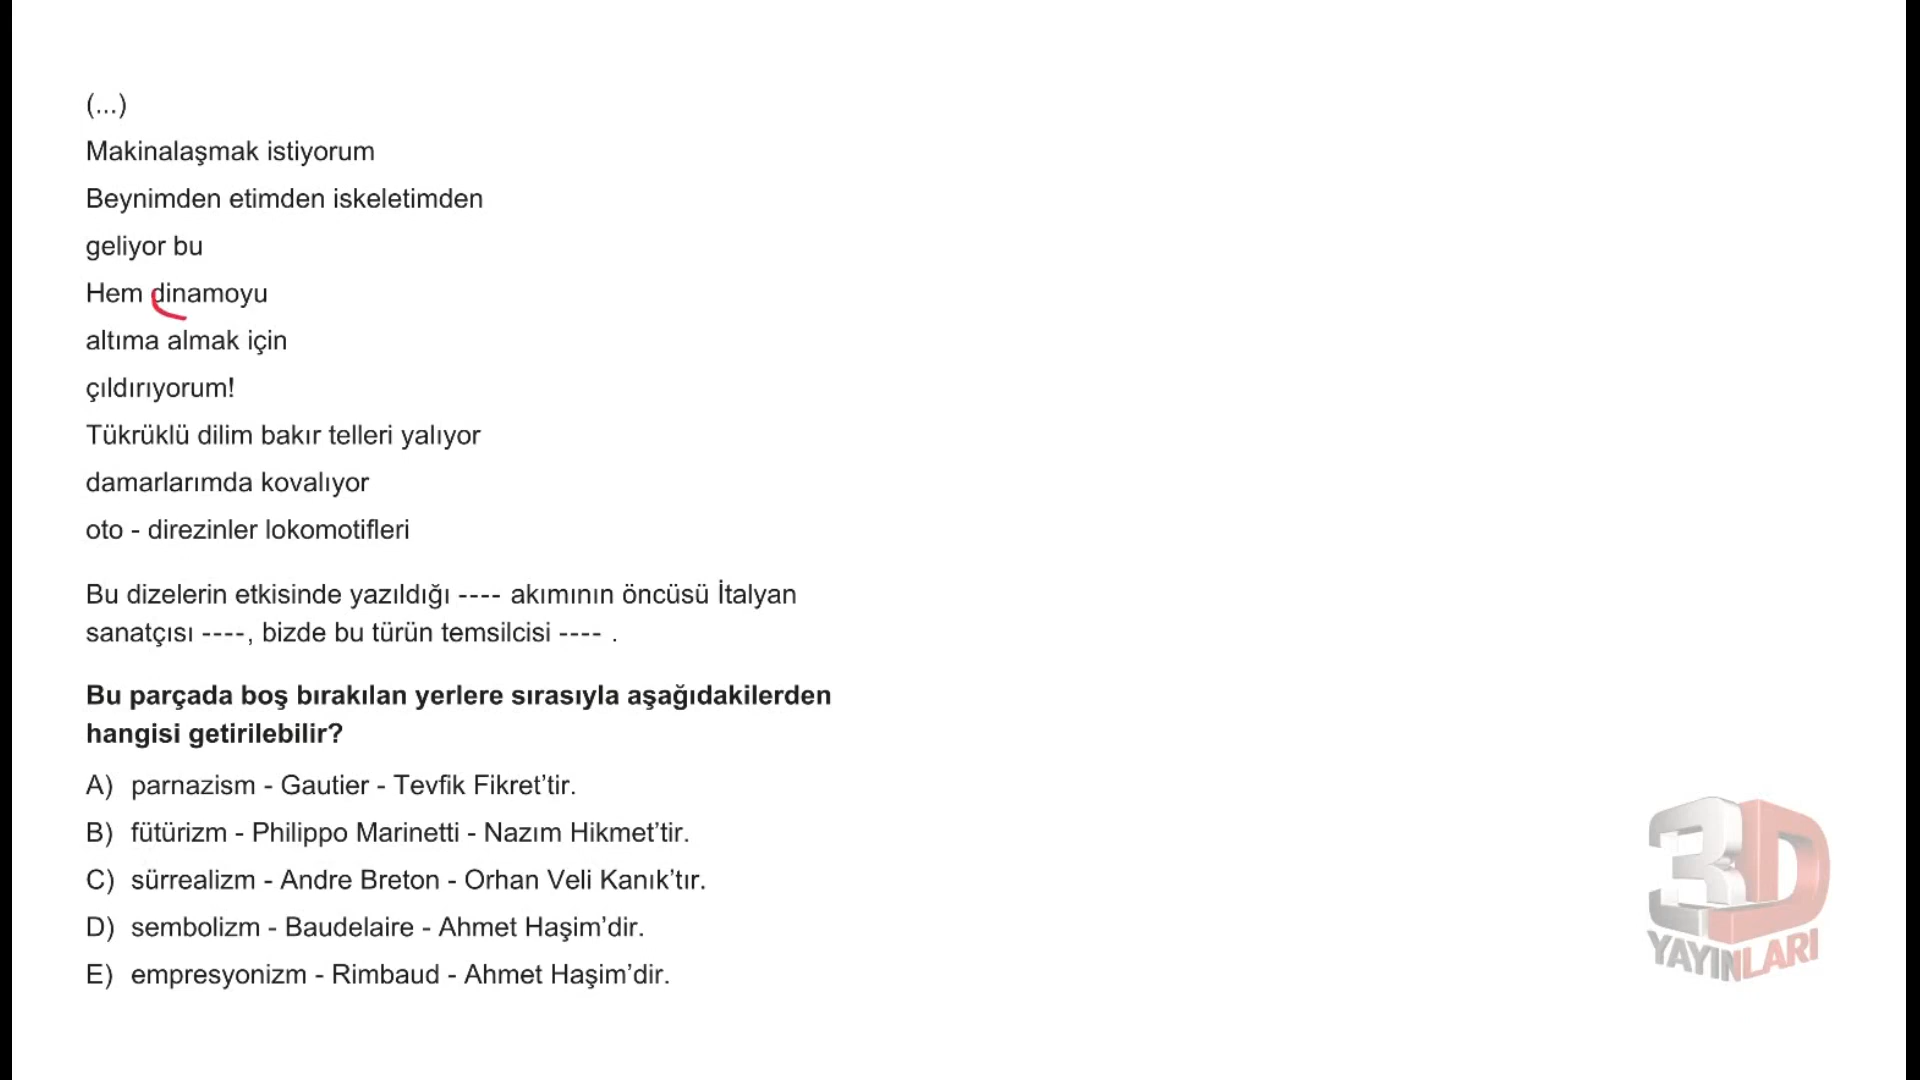 (...)
Makinalaşmak istiyorum
Beynimden etimden iskeletimden
geliyor bu
Hem dinamoyu
altıma almak için
çıldırıyorum!
Tükrüklü dilim bakır telleri yalıyor
damarlarımda kovalıyor
oto - direzinler lokomotifleri
Bu dizelerin etkisinde yazıldığı ---- akımının öncüsü İtalyan
sanatçısı ----, bizde bu türün temsilcisi ---- .
Bu parçada boş bırakılan yerlere sırasıyla aşağıdakilerden
hangisi getirilebilir?
A) parnazism - Gautier - Tevfik Fikret’tir.
B) fütürizm - Philippo Marinetti - Nazım Hikmet’tir.
C) sürrealizm - Andre Breton - Orhan Veli Kanık’tır.
D) sembolizm - Baudelaire - Ahmet Haşim’dir.
E) empresyonizm - Rimbaud - Ahmet Haşim’dir.
3D
YAYINLARI